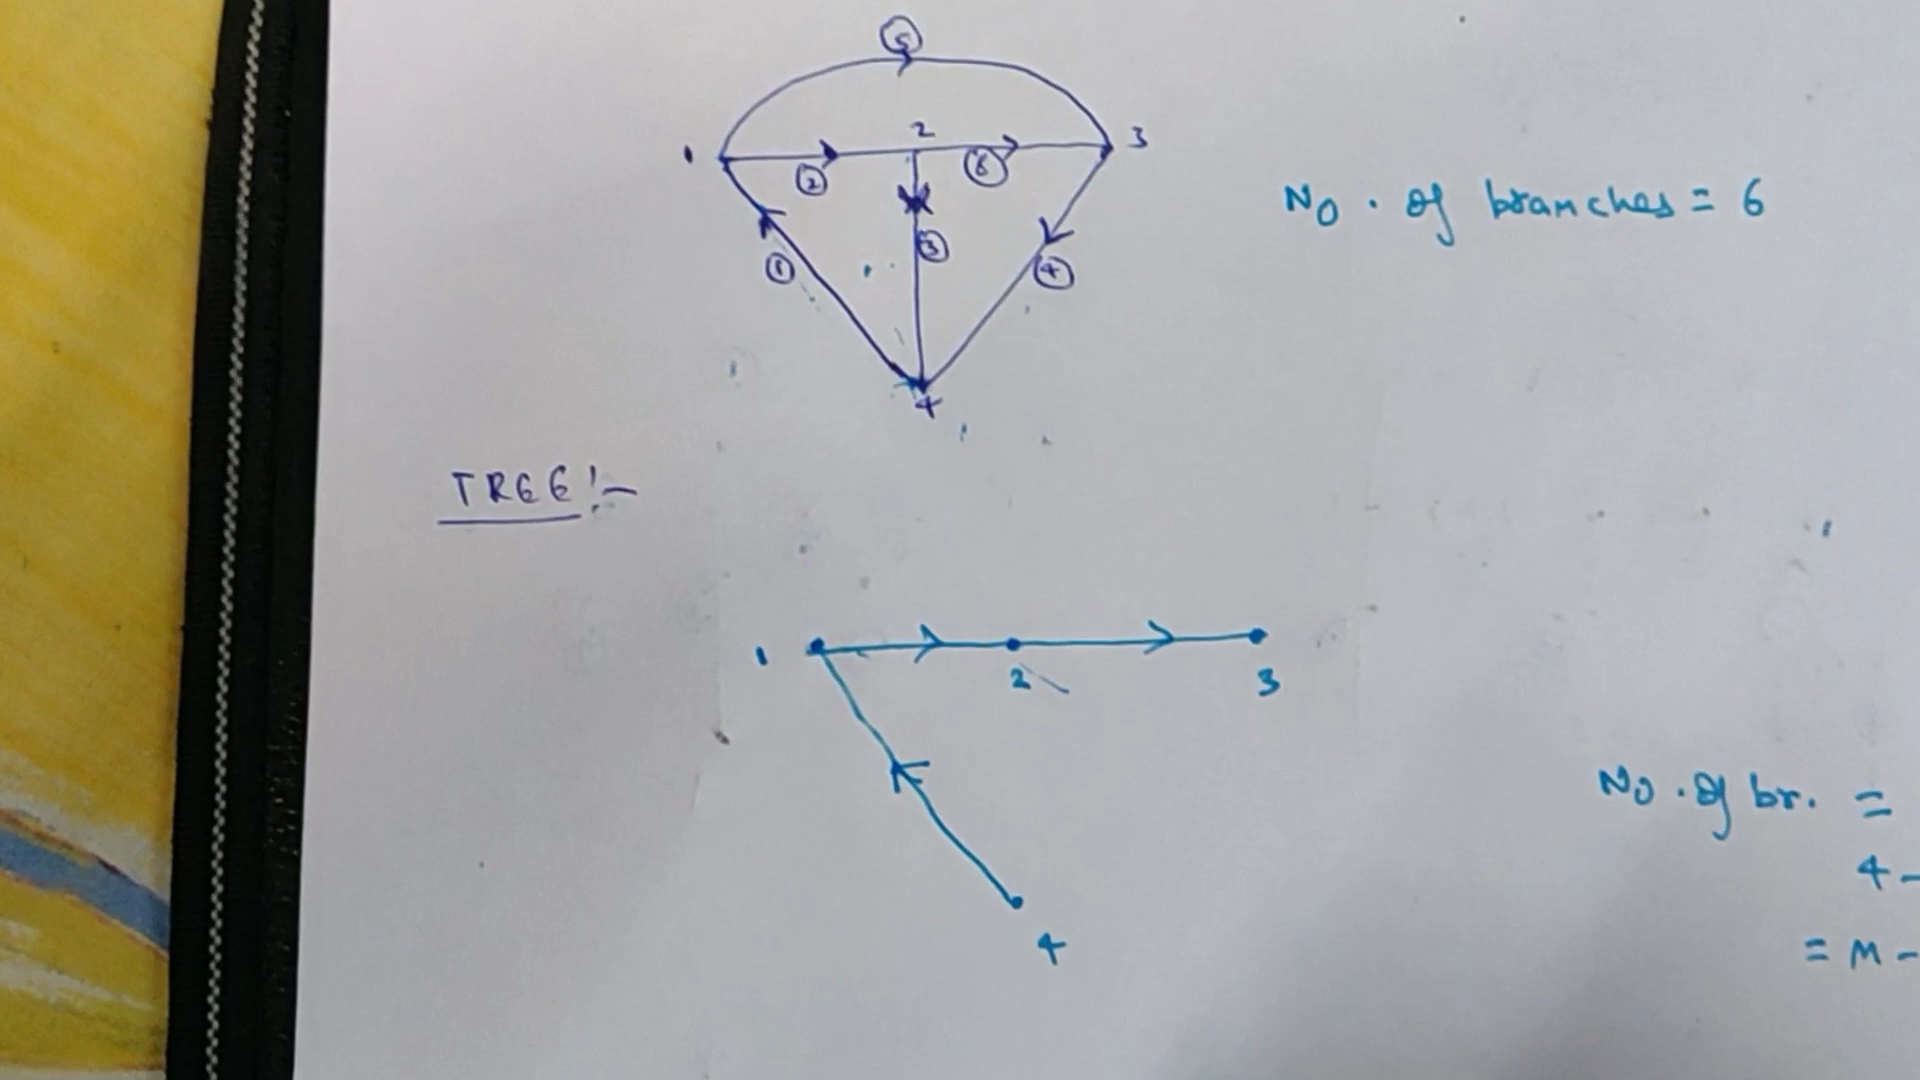 5
1 2 3
2 6
No. of branches = 6
1 3 4
4
TREE:-
1 2 3
No. of br. =
4 -
4
= n -